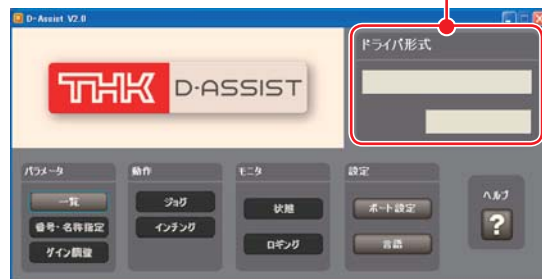 D-Assist V2.0
ドライバ形式
THK D-ASSIST
パラメータ
一覧
番号・名称指定
ゲイン調整
動作
ジョグ
インチング
モニタ
状態
ロギング
設定
ポート設定
言語
ヘルプ
?